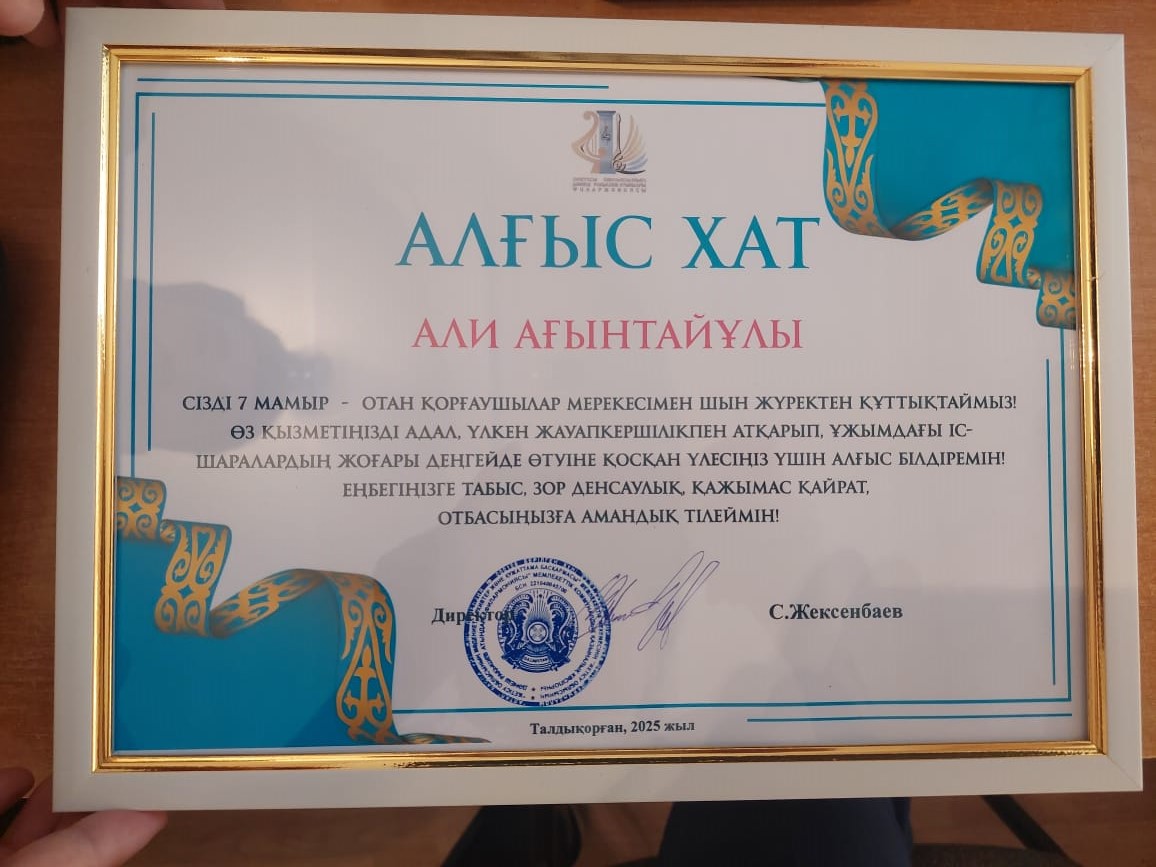 АЛҒЫС ХАТ
АЛИ АҒЫНТАЙҰЛЫ
СІЗДІ 7 МАМЫР - ОТАН ҚОРҒАУШЫЛАР МЕРЕКЕСІМЕН ШЫН ЖҮРЕКТЕН ҚҰТТЫҚТАЙМЫЗ!
ӨЗ ҚЫЗМЕТІҢІЗДІ АДАЛ, ҮЛКЕН ЖАУАПКЕРШІЛІКПЕН АТҚАРЫП, ҰЖЫМДАҒЫ ІС-
ШАРАЛАРДЫҢ ЖОҒАРЫ ДЕҢГЕЙДЕ ӨТУІНЕ ҚОСҚАН ҮЛЕСІҢІЗ ҮШІН АЛҒЫС БІЛДІРЕМІН!
ЕҢБЕГІҢІЗГЕ ТАБЫС, ЗОР ДЕНСАУЛЫҚ, ҚАЖЫМАС ҚАЙРАТ,
ОТБАСЫҢЫЗҒА АМАНДЫҚ ТІЛЕЙМІН!
Директор С.Жексенбаев
Талдықорған, 2025 жыл